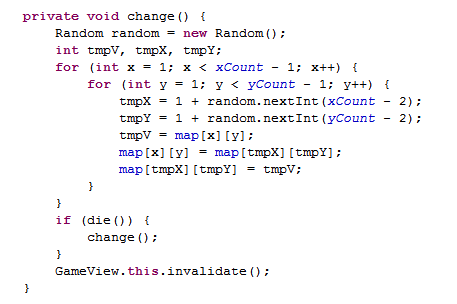 private void change() {
    Random random = new Random();
    int tmpV, tmpX, tmpY;
    for (int x = 1; x < xCount - 1; x++) {
        for (int y = 1; y < yCount - 1; y++) {
            tmpX = 1 + random.nextInt(xCount - 2);
            tmpY = 1 + random.nextInt(yCount - 2);
            tmpV = map[x][y];
            map[x][y] = map[tmpX][tmpY];
            map[tmpX][tmpY] = tmpV;
        }
    }
    if (die()) {
        change();
    }
    GameView.this.invalidate();
}